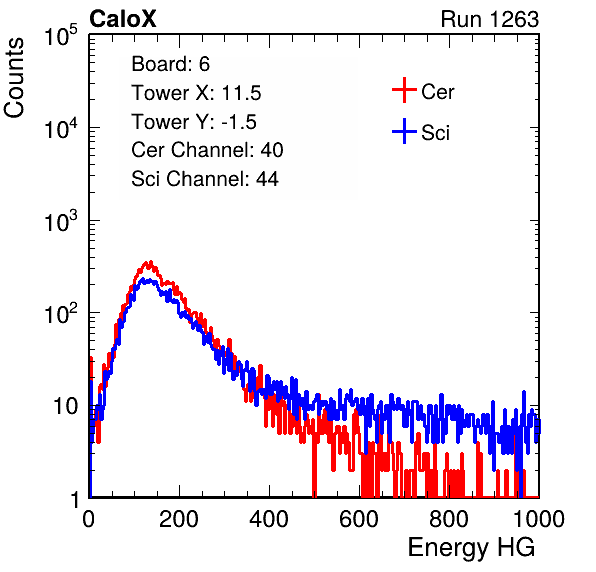 CaloX Run 1263
Counts
Board: 6
Tower X: 11.5
Tower Y: -1.5
Cer Channel: 40
Sci Channel: 44
Cer
Sci
10^5
10^4
10^3
10^2
10
1
0 200 400 600 800 1000
Energy HG